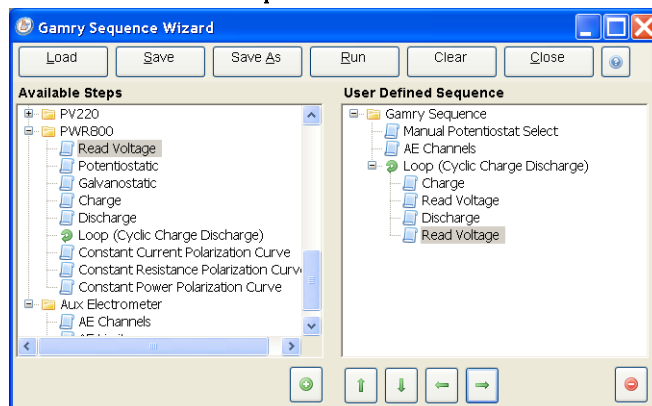 Gamry Sequence Wizard
Load Save Save As Run Clear Close
Available Steps
PV220
PWR800
Read Voltage
Potentiostatic
Galvanostatic
Charge
Discharge
Loop (Cyclic Charge Discharge)
Constant Current Polarization Curve
Constant Resistance Polarization Curv
Constant Power Polarization Curve
Aux Electrometer
AE Channels
User Defined Sequence
Gamry Sequence
Manual Potentiostat Select
AE Channels
Loop (Cyclic Charge Discharge)
Charge
Read Voltage
Discharge
Read Voltage